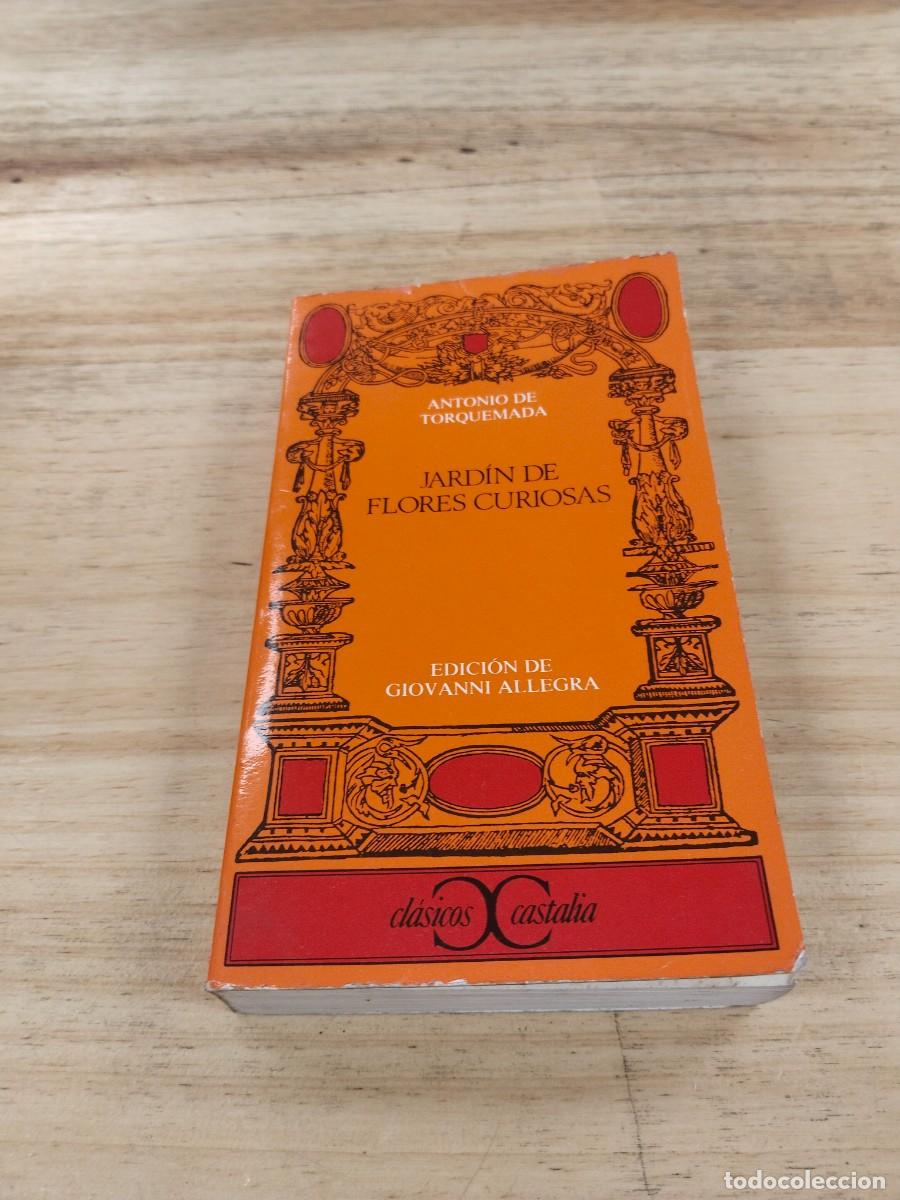 ANTONIO DE
TORQUEMADA
JARDÍN DE
FLORES CURIOSAS
EDICIÓN DE
GIOVANNI ALLEGRA
clásicos castalia
todocoleccion